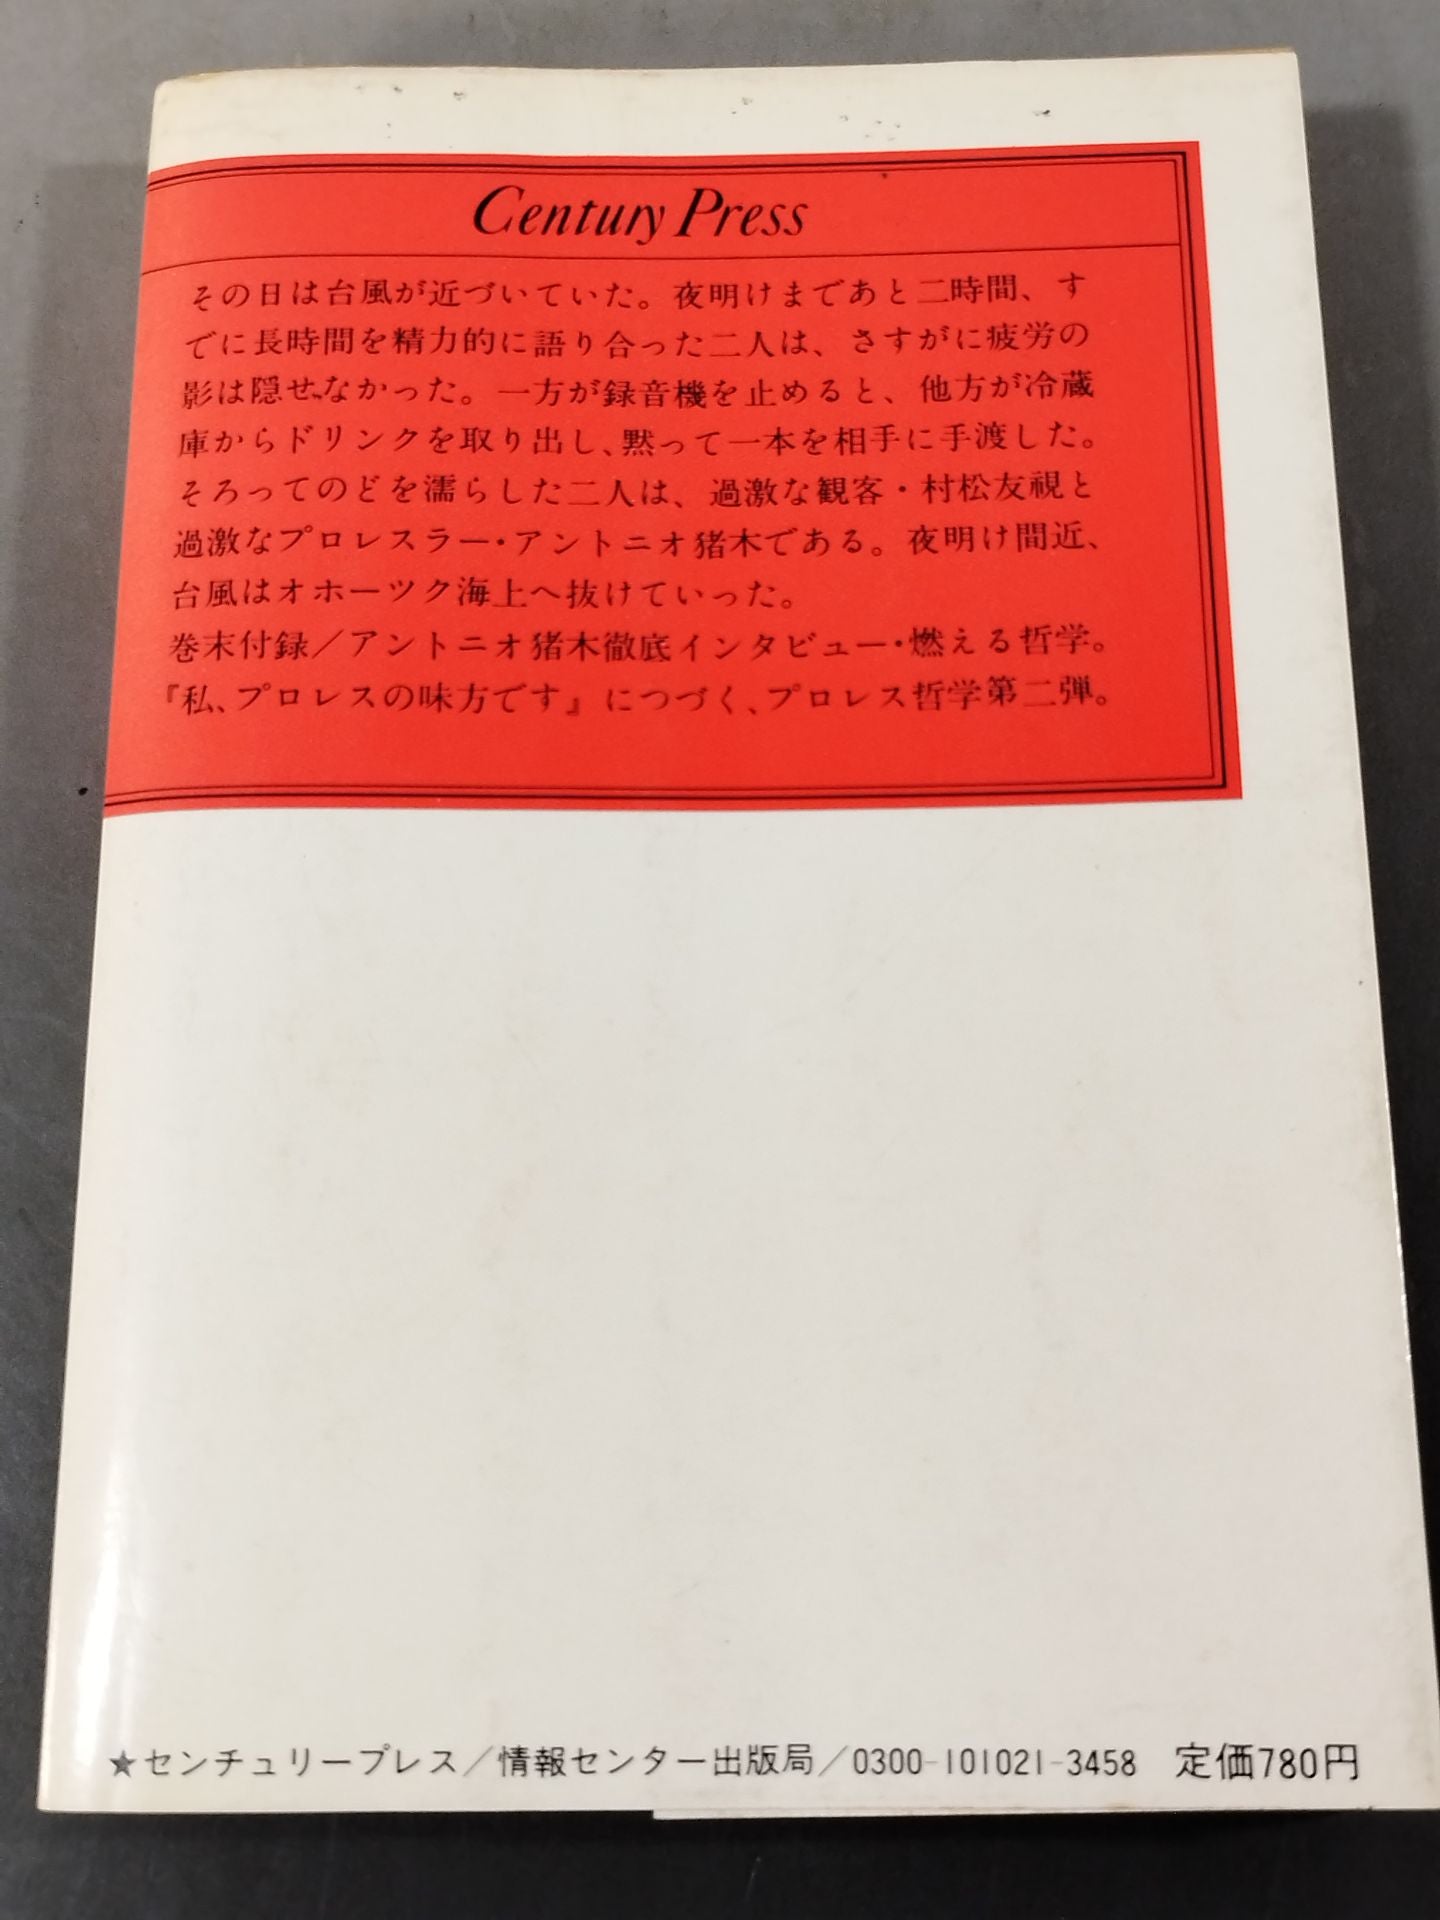 Century Press
その日は台風が近づいていた。夜明けまであと二時間、す
でに長時間を精力的に語り合った二人は、さすがに疲労の
影は隠せなかった。一方が録音機を止めると、他方が冷蔵
庫からドリンクを取り出し、黙って一本を相手に手渡した。
そろってのどを濡らした二人は、過激な観客・村松友視と
過激なプロレスラー・アントニオ猪木である。夜明け間近、
台風はオホーツク海上へ抜けていった。
巻末付録／アントニオ猪木徹底インタビュー・燃える哲学。
『私、プロレスの味方です』につづく、プロレス哲学第二弾。
★センチュリープレス／情報センター出版局／0300-101021-3458 定価780円